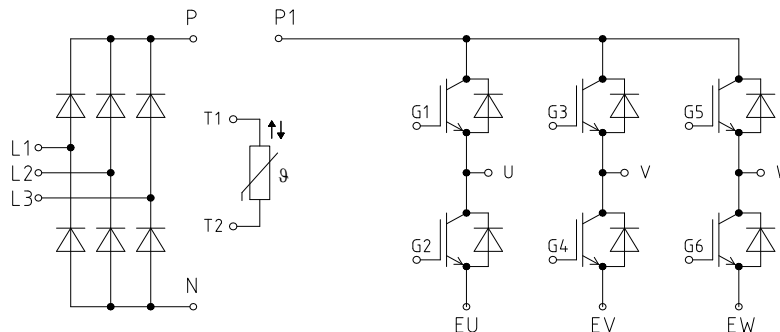 P P1
G1 G3 G5
T1
L1
L2 U V
L3 ϑ
T2
G2 G4 G6
N
EU EV EW